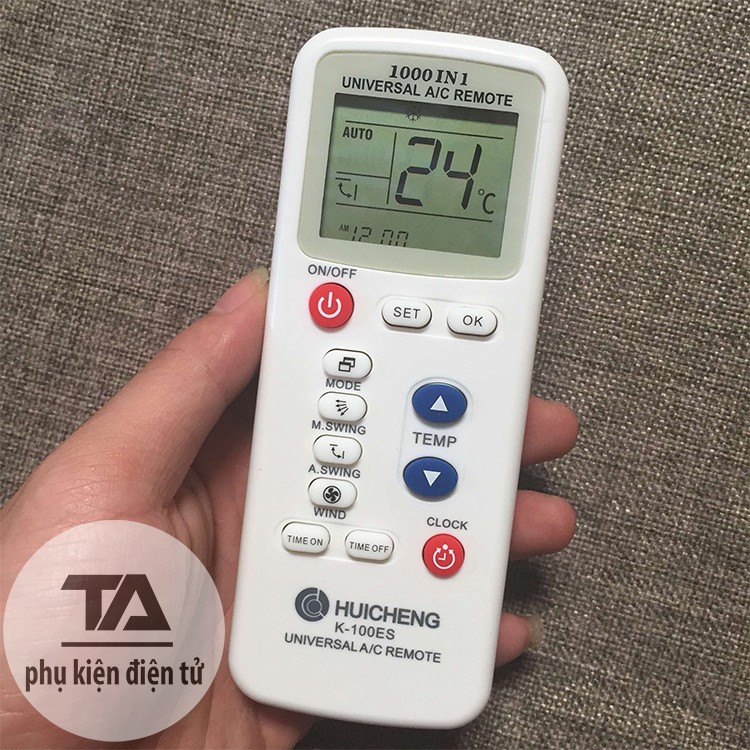 1000 IN 1
UNIVERSAL A/C REMOTE
AUTO
24°C
AM 12:00
ON/OFF
SET
OK
MODE
M.SWING
TEMP
A.SWING
WIND
CLOCK
TIME ON
TIME OFF
HUICHENG
K-100ES
UNIVERSAL A/C REMOTE
TA
phụ kiện điện tử